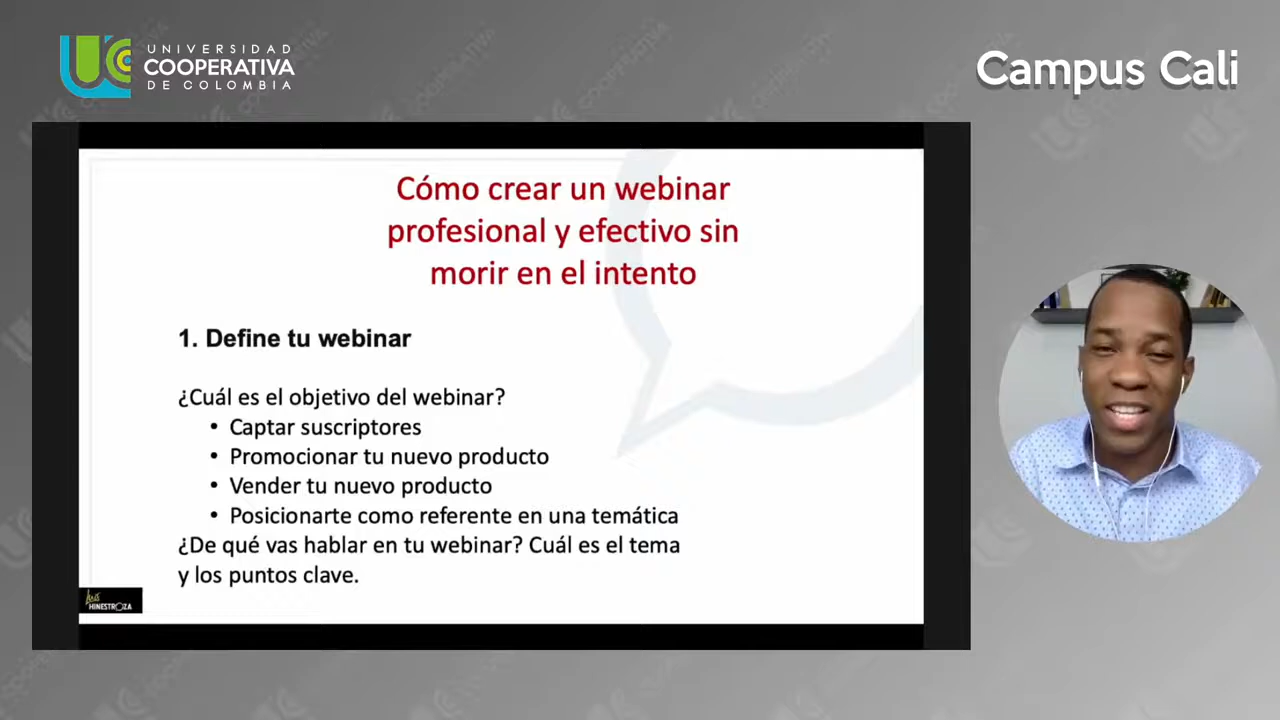 UNIVERSIDAD
COOPERATIVA
DE COLOMBIA
Campus Cali
Cómo crear un webinar
profesional y efectivo sin
morir en el intento
1. Define tu webinar
¿Cuál es el objetivo del webinar?
• Captar suscriptores
• Promocionar tu nuevo producto
• Vender tu nuevo producto
• Posicionarte como referente en una temática
¿De qué vas hablar en tu webinar? Cuál es el tema
y los puntos clave.
HINESTROZA